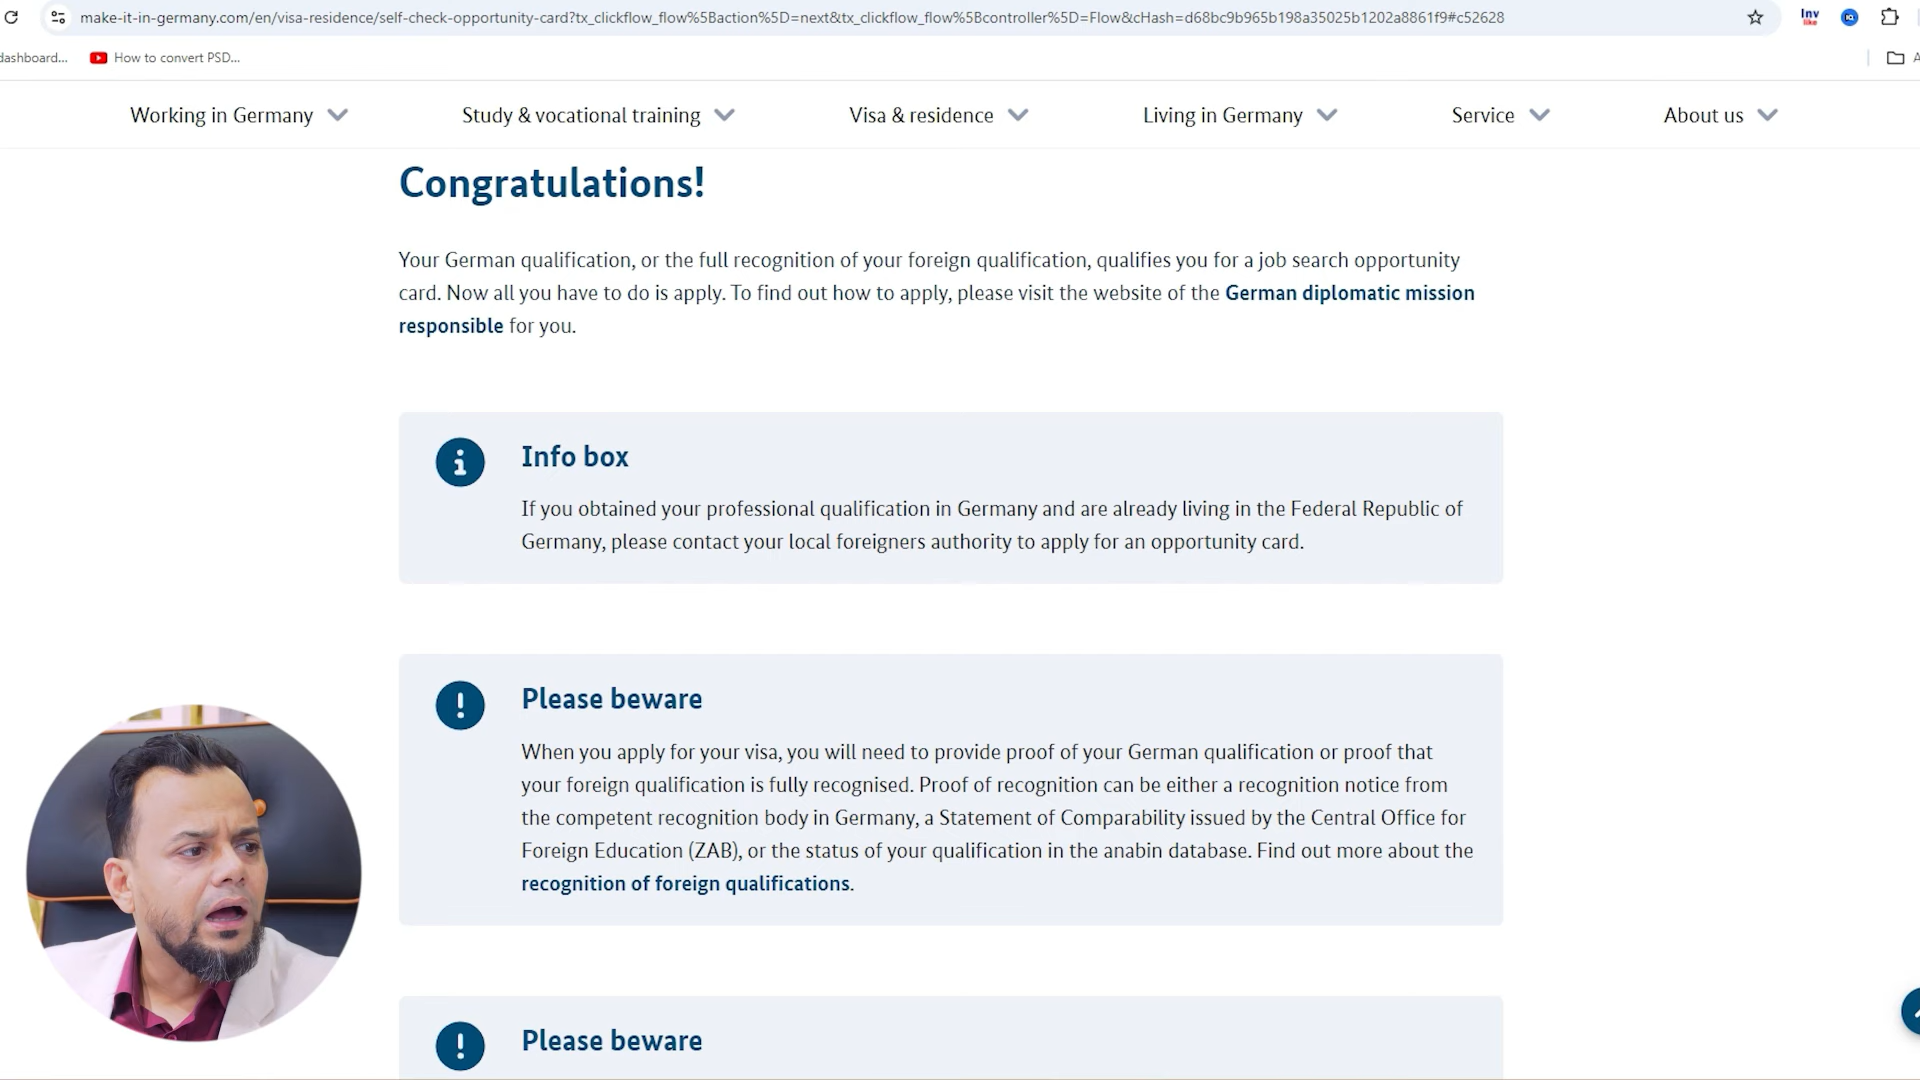 make-it-in-germany.com/en/visa-residence/self-check-opportunity-card?tx_clickflow_flow%5Baction%5D=next&tx_clickflow_flow%5Bcontroller%5D=Flow&cHash=d68bc9b965b198a35025b1202a8861f9#c52628
Inv
like
dashboard...
How to convert PSD...
A
Working in Germany
Study & vocational training
Visa & residence
Living in Germany
Service
About us
Congratulations!
Your German qualification, or the full recognition of your foreign qualification, qualifies you for a job search opportunity
card. Now all you have to do is apply. To find out how to apply, please visit the website of the German diplomatic mission
responsible for you.
Info box
If you obtained your professional qualification in Germany and are already living in the Federal Republic of
Germany, please contact your local foreigners authority to apply for an opportunity card.
Please beware
When you apply for your visa, you will need to provide proof of your German qualification or proof that
your foreign qualification is fully recognised. Proof of recognition can be either a recognition notice from
the competent recognition body in Germany, a Statement of Comparability issued by the Central Office for
Foreign Education (ZAB), or the status of your qualification in the anabin database. Find out more about the
recognition of foreign qualifications.
Please beware